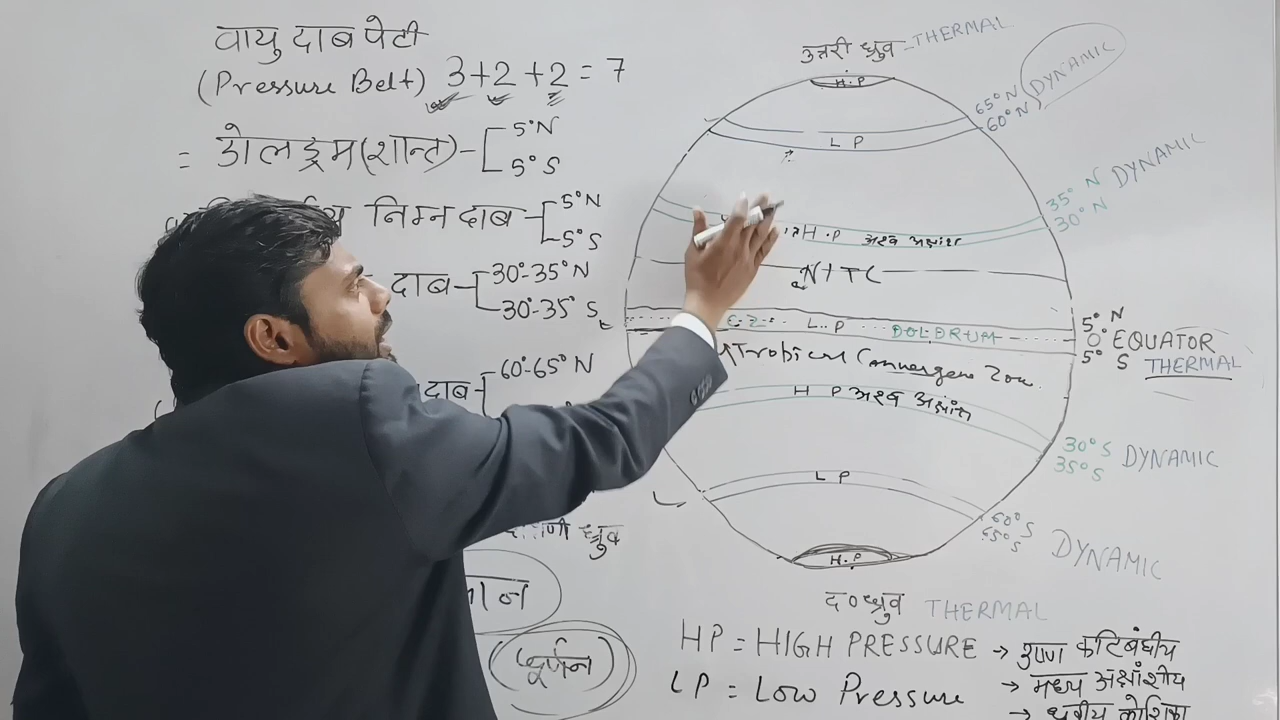 वायु दाब पेटी
(Pressure Belt) 3+2+2=7
= डोलड्रम (शान्त) - 5°N
5°S
निम्न दाब - 5°N
5°S
दाब - 30°-35°N
30°-35°S
60°-65°N
दाब -
ध्रुव
(घूर्णन)
उत्तरी ध्रुव - THERMAL
H.P
65°N
60°N DYNAMIC
L P
35°N DYNAMIC
30°N
H.P अश्व अक्षांश
NITC
5°N
L.P DOLDRUM 0° EQUATOR
5°S THERMAL
Tropical Convergenc Zon.
H P अश्व अक्षांश
30°S
35°S DYNAMIC
L P
60°S
65°S DYNAMIC
H.P
द० ध्रुव THERMAL
HP = HIGH PRESSURE → उष्ण कटिबंधीय
→ मध्य अक्षांशीय
LP = Low Pressure
→ ध्रुवीय कोशिका